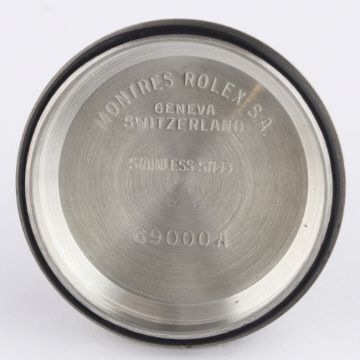 MONTRES ROLEX S.A.
GENEVA
SWITZERLAND
STAINLESS STEEL
69000A